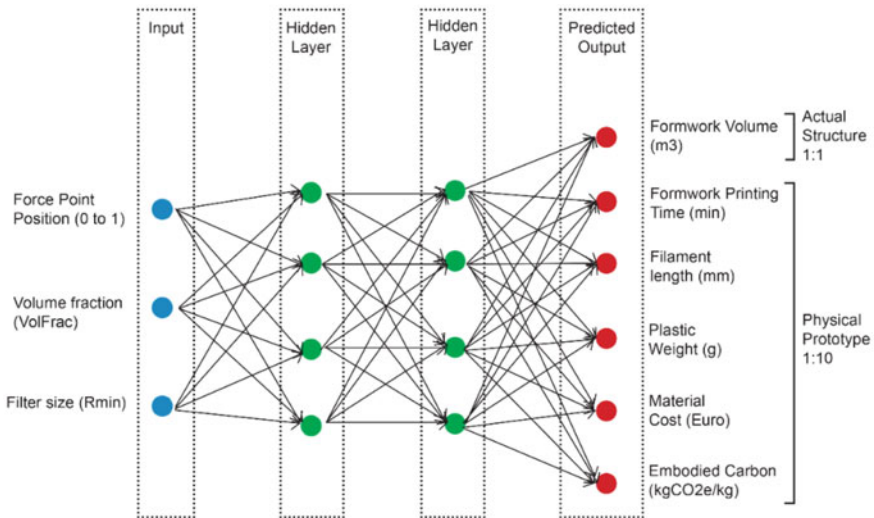 Input
Hidden
Layer
Hidden
Layer
Predicted
Output
Force Point
Position (0 to 1)
Volume fraction
(VolFrac)
Filter size (Rmin)
Formwork Volume
(m3)
Formwork Printing
Time (min)
Filament
length (mm)
Plastic
Weight (g)
Material
Cost (Euro)
Embodied Carbon
(kgCO2e/kg)
Actual
Structure
1:1
Physical
Prototype
1:10